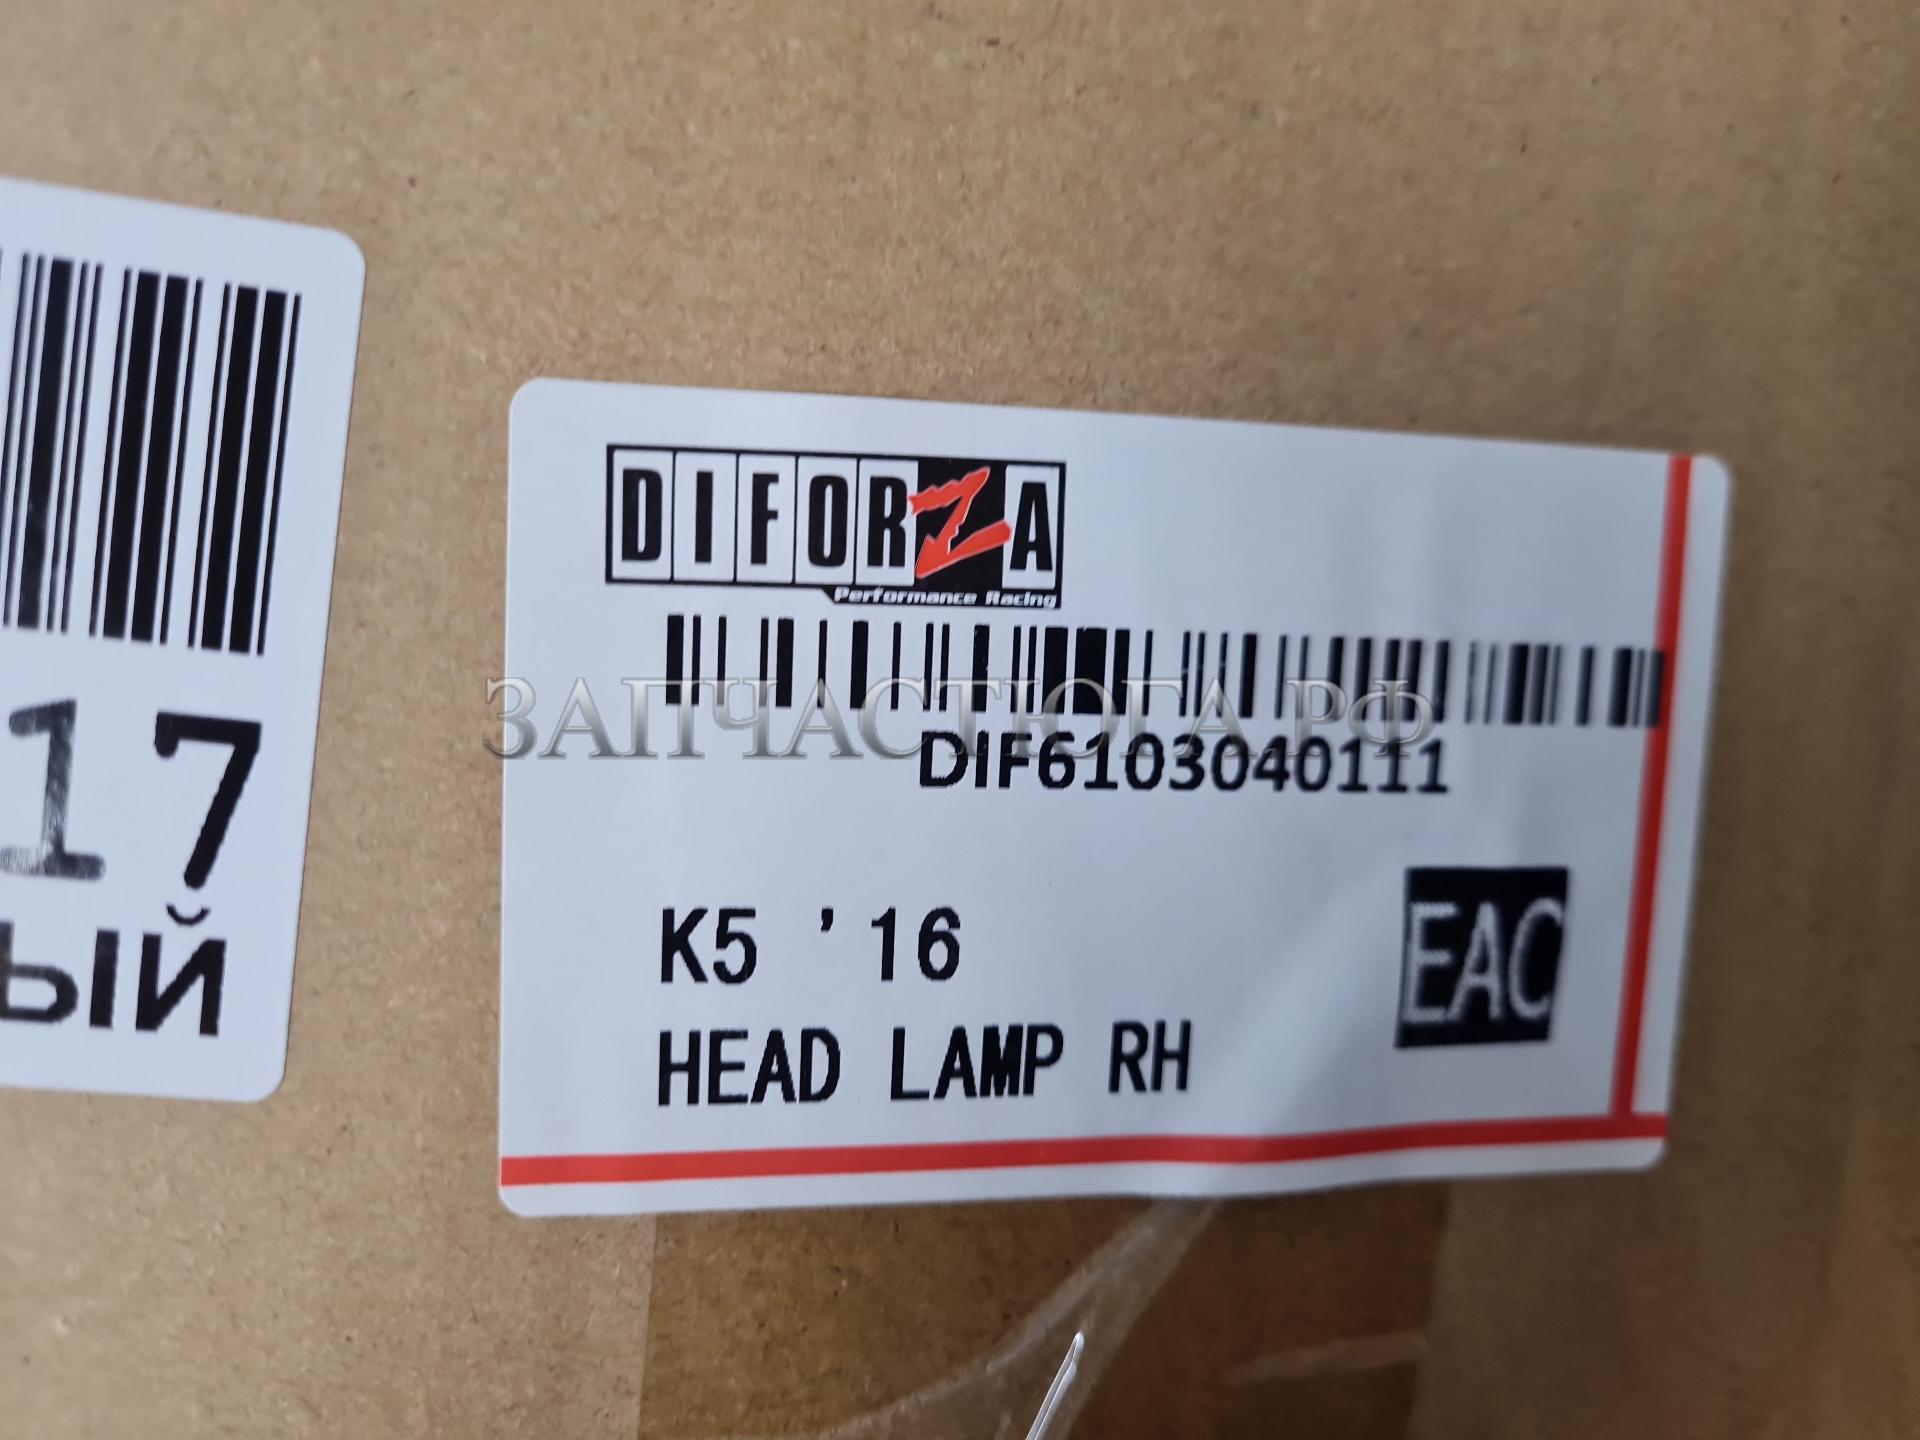 17
ый
DIFORZA
Performance Racing
ЗАПЧАСТЮГА.РФ
DIF6103040111
K5 '16
EAC
HEAD LAMP RH